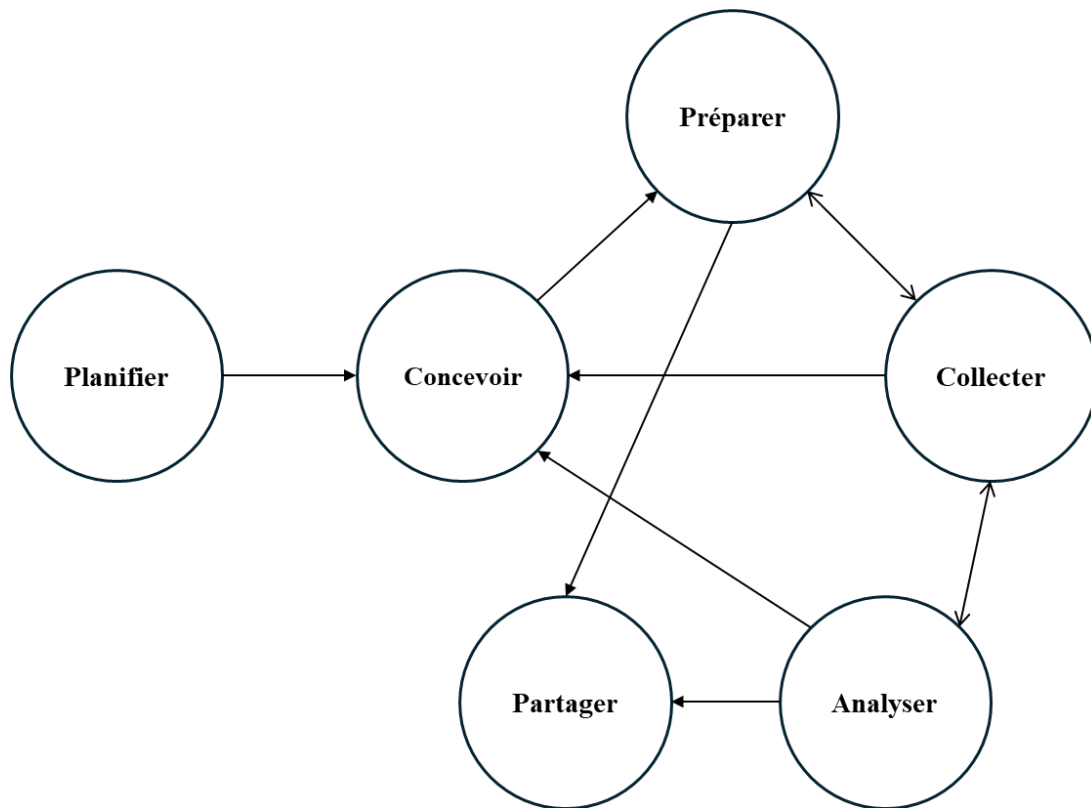 Préparer
Planifier
Concevoir
Collecter
Partager
Analyser